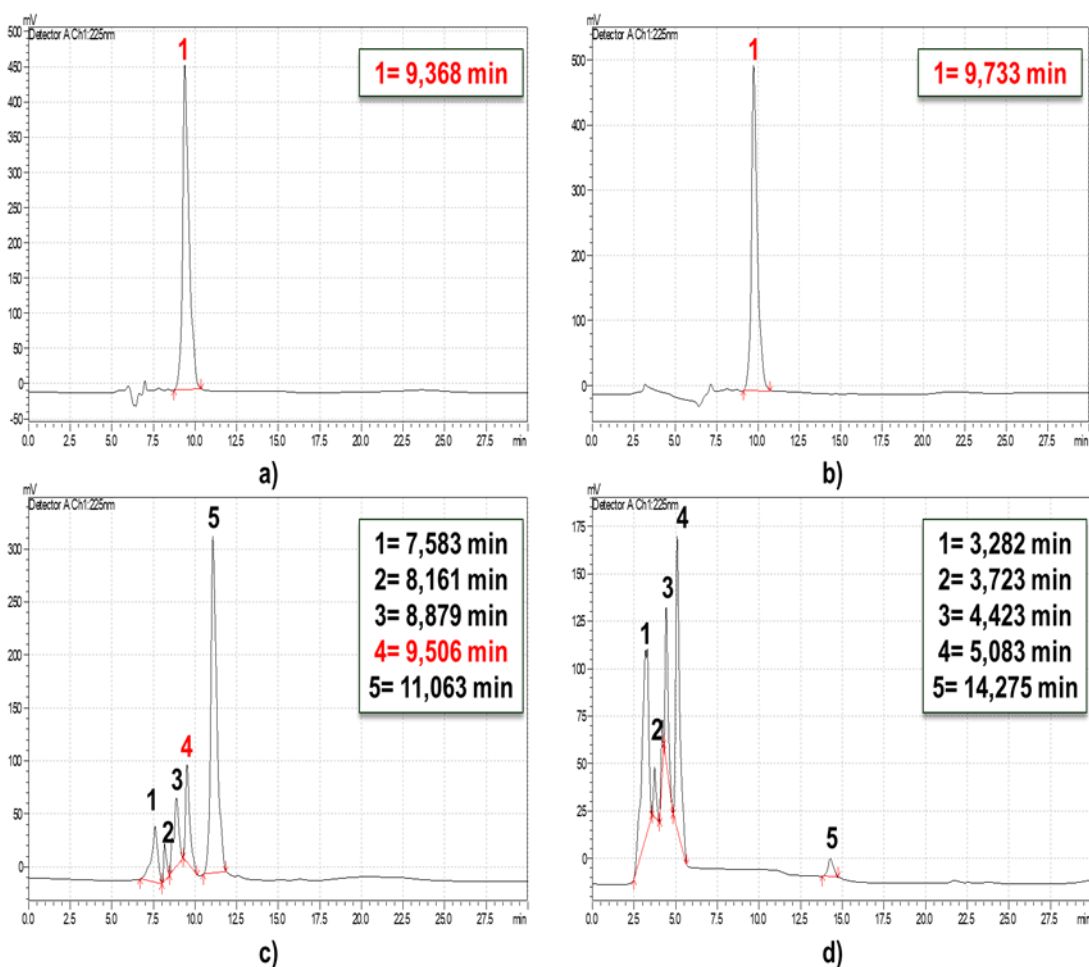 mV
Detector A Ch1:225nm
1
1= 9,368 min
500
450
400
350
300
250
200
150
100
50
0
-50
0.0 2.5 5.0 7.5 10.0 12.5 15.0 17.5 20.0 22.5 25.0 27.5 min
a)
mV
Detector A Ch1:225nm
1
1= 9,733 min
500
400
300
200
100
0
0.0 2.5 5.0 7.5 10.0 12.5 15.0 17.5 20.0 22.5 25.0 27.5 min
b)
mV
Detector A Ch1:225nm
5
1= 7,583 min
2= 8,161 min
3= 8,879 min
4= 9,506 min
5= 11,063 min
300
250
200
150
100
50
0
1
2
3
4
0.0 2.5 5.0 7.5 10.0 12.5 15.0 17.5 20.0 22.5 25.0 27.5 min
c)
mV
Detector A Ch1:225nm
4
1= 3,282 min
2= 3,723 min
3= 4,423 min
4= 5,083 min
5= 14,275 min
175
150
125
100
75
50
25
0
3
1
2
5
0.0 2.5 5.0 7.5 10.0 12.5 15.0 17.5 20.0 22.5 25.0 27.5 min
d)